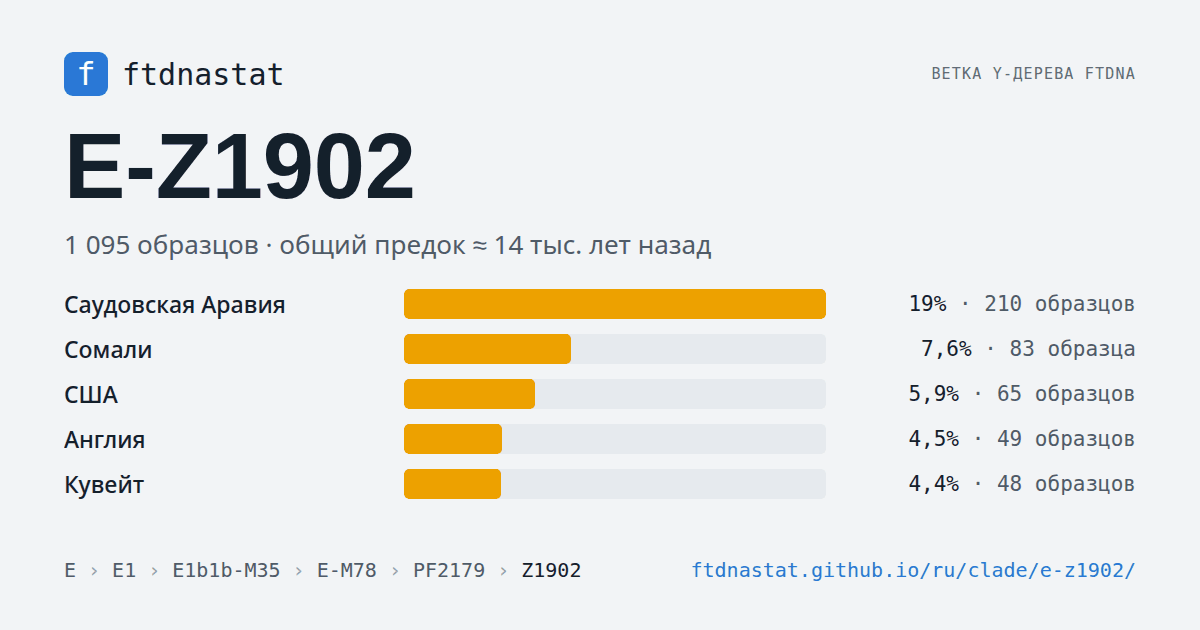 f ftdnastat
ВЕТКА Y-ДЕРЕВА FTDNA
E-Z1902
1 095 образцов · общий предок ≈ 14 тыс. лет назад
Саудовская Аравия 19% · 210 образцов
Сомали 7,6% · 83 образца
США 5,9% · 65 образцов
Англия 4,5% · 49 образцов
Кувейт 4,4% · 48 образцов
E › E1 › E1b1b-M35 › E-M78 › PF2179 › Z1902
ftdnastat.github.io/ru/clade/e-z1902/